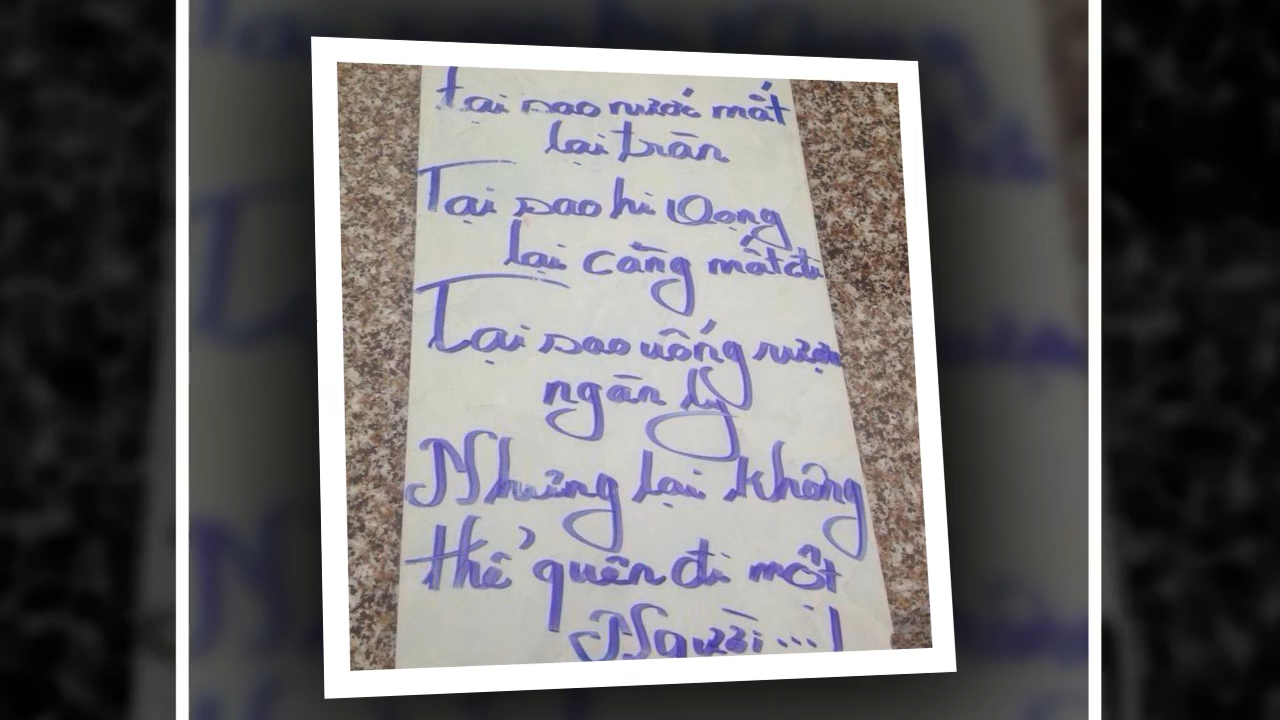 tại sao nước mắt
lại tràn
Tại sao hi vọng
lại càng mất đi
Tại sao uống rượu
ngàn ly
Nhưng lại không
thể quên đi một
Người...!